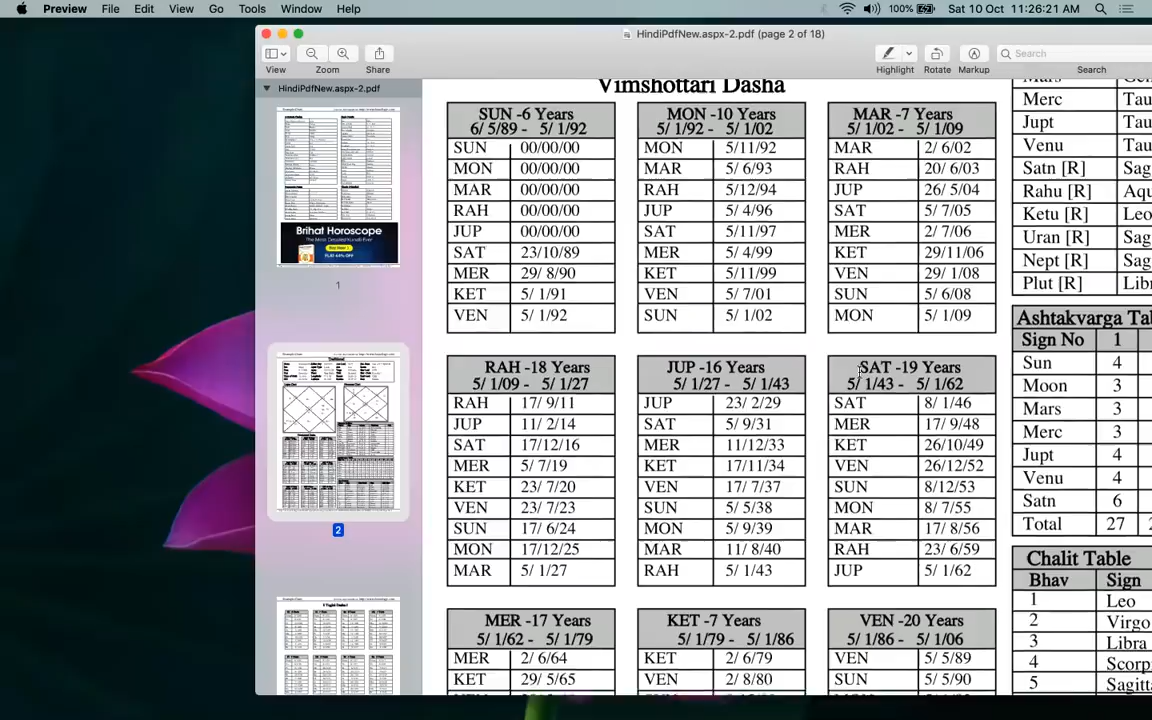 Preview File Edit View Go Tools Window Help 100% Sat 10 Oct 11:26:21 AM
HindiPdfNew.aspx-2.pdf (page 2 of 18)
View Zoom Share Highlight Rotate Markup Search
Search
HindiPdfNew.aspx-2.pdf
Brihat Horoscope
1
2
Vimshottari Dasha
SUN -6 Years
6/ 5/89 - 5/ 1/92
SUN 00/00/00
MON 00/00/00
MAR 00/00/00
RAH 00/00/00
JUP 00/00/00
SAT 23/10/89
MER 29/ 8/90
KET 5/ 1/91
VEN 5/ 1/92
MON -10 Years
5/ 1/92 - 5/ 1/02
MON 5/11/92
MAR 5/ 6/93
RAH 5/12/94
JUP 5/ 4/96
SAT 5/11/97
MER 5/ 4/99
KET 5/11/99
VEN 5/ 7/01
SUN 5/ 1/02
MAR -7 Years
5/ 1/02 - 5/ 1/09
MAR 2/ 6/02
RAH 20/ 6/03
JUP 26/ 5/04
SAT 5/ 7/05
MER 2/ 7/06
KET 29/11/06
VEN 29/ 1/08
SUN 5/ 6/08
MON 5/ 1/09
RAH -18 Years
5/ 1/09 - 5/ 1/27
RAH 17/ 9/11
JUP 11/ 2/14
SAT 17/12/16
MER 5/ 7/19
KET 23/ 7/20
VEN 23/ 7/23
SUN 17/ 6/24
MON 17/12/25
MAR 5/ 1/27
JUP -16 Years
5/ 1/27 - 5/ 1/43
JUP 23/ 2/29
SAT 5/ 9/31
MER 11/12/33
KET 17/11/34
VEN 17/ 7/37
SUN 5/ 5/38
MON 5/ 9/39
MAR 11/ 8/40
RAH 5/ 1/43
SAT -19 Years
5/ 1/43 - 5/ 1/62
SAT 8/ 1/46
MER 17/ 9/48
KET 26/10/49
VEN 26/12/52
SUN 8/12/53
MON 8/ 7/55
MAR 17/ 8/56
RAH 23/ 6/59
JUP 5/ 1/62
MER -17 Years
5/ 1/62 - 5/ 1/79
MER 2/ 6/64
KET 29/ 5/65
KET -7 Years
5/ 1/79 - 5/ 1/86
KET 2/ 6/79
VEN 2/ 8/80
VEN -20 Years
5/ 1/86 - 5/ 1/06
VEN 5/ 5/89
SUN 5/ 5/90
Merc Tau
Jupt Tau
Venu Tau
Satn [R] Sag
Rahu [R] Aqu
Ketu [R] Leo
Uran [R] Sag
Nept [R] Sag
Plut [R] Libr
Ashtakvarga Tab
Sign No 1
Sun 4
Moon 3
Mars 3
Merc 3
Jupt 4
Venu 4
Satn 6
Total 27 2
Chalit Table
Bhav Sign
1 Leo
2 Virgo
3 Libra
4 Scorp
5 Sagitta